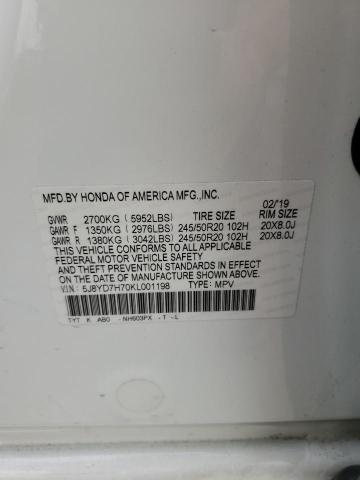 MFD.BY HONDA OF AMERICA MFG.,INC. 02/'19
GVWR 2700KG (5952LBS) TIRE SIZE RIM SIZE
GAWR F 1350KG (2976LBS) 245/50R20 102H 20X8.0J
GAWR R 1380KG (3042LBS) 245/50R20 102H 20X8.0J
THIS VEHICLE CONFORMS TO ALL APPLICABLE
FEDERAL MOTOR VEHICLE SAFETY AND
THEFT PREVENTION STANDARDS IN EFFECT
ON THE DATE OF MANUFACTURE SHOWN ABOVE.
V.I.N: 5J8YD7H70KL001198 TYPE: MPV
TYT K AB0 -NH603PX -T -L